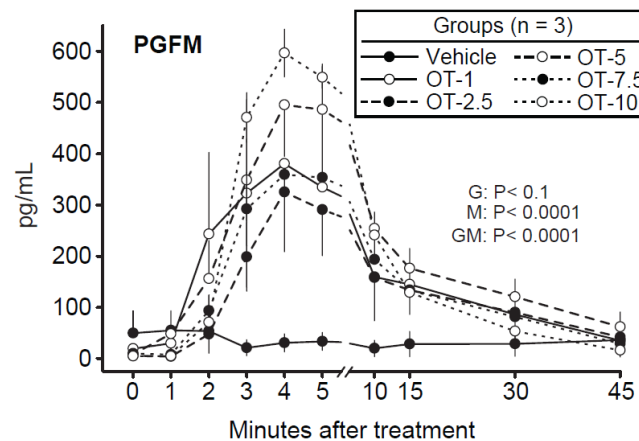 PGFM
Groups (n = 3)
Vehicle
OT-1
OT-2.5
OT-5
OT-7.5
OT-10
pg/mL
600
500
400
300
200
100
0
G: P< 0.1
M: P< 0.0001
GM: P< 0.0001
0 1 2 3 4 5 10 15 30 45
Minutes after treatment